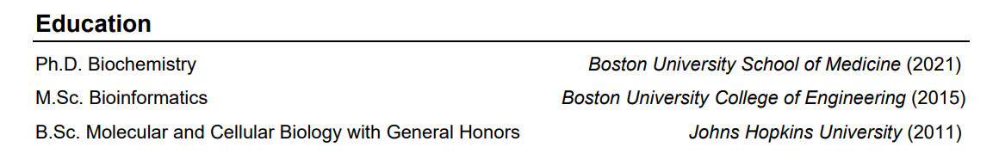 Education
Ph.D. Biochemistry Boston University School of Medicine (2021)
M.Sc. Bioinformatics Boston University College of Engineering (2015)
B.Sc. Molecular and Cellular Biology with General Honors Johns Hopkins University (2011)